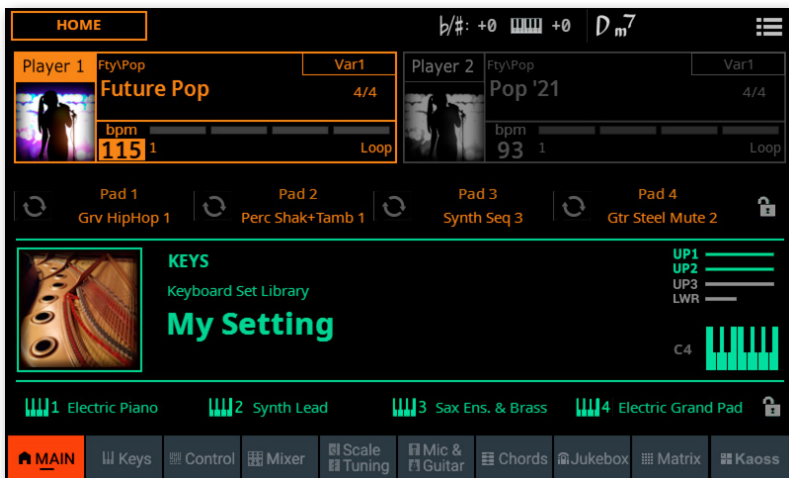 HOME
♭/♯: +0 +0 D m7
Player 1 Fty\Pop Var1
Future Pop 4/4
bpm
115 1 Loop
Player 2 Fty\Pop Var1
Pop '21 4/4
bpm
93 1 Loop
Pad 1 Pad 2 Pad 3 Pad 4
Grv HipHop 1 Perc Shak+Tamb 1 Synth Seq 3 Gtr Steel Mute 2
KEYS
Keyboard Set Library
My Setting
UP1
UP2
UP3
LWR
C4
1 Electric Piano 2 Synth Lead 3 Sax Ens. & Brass 4 Electric Grand Pad
MAIN Keys Control Mixer Scale Tuning Mic & Guitar Chords Jukebox Matrix Kaoss